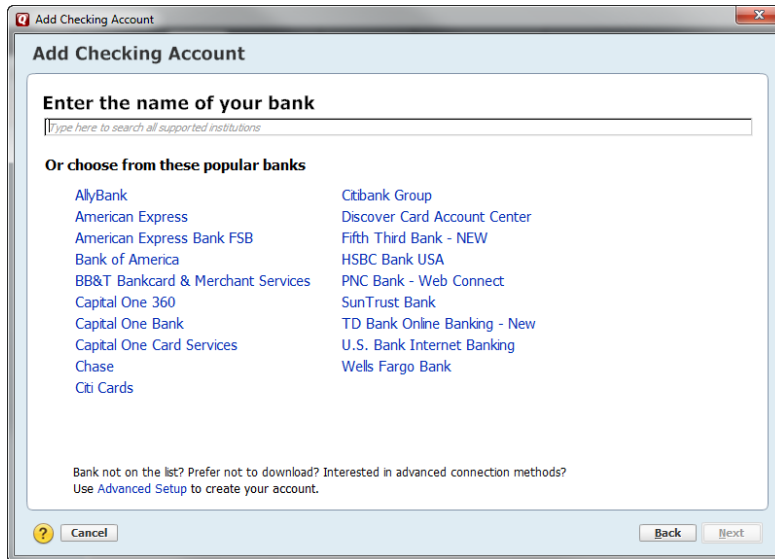 Add Checking Account
Add Checking Account
Enter the name of your bank
Type here to search all supported institutions
Or choose from these popular banks
AllyBank
American Express
American Express Bank FSB
Bank of America
BB&T Bankcard & Merchant Services
Capital One 360
Capital One Bank
Capital One Card Services
Chase
Citi Cards
Citibank Group
Discover Card Account Center
Fifth Third Bank - NEW
HSBC Bank USA
PNC Bank - Web Connect
SunTrust Bank
TD Bank Online Banking - New
U.S. Bank Internet Banking
Wells Fargo Bank
Bank not on the list? Prefer not to download? Interested in advanced connection methods?
Use Advanced Setup to create your account.
? Cancel Back Next